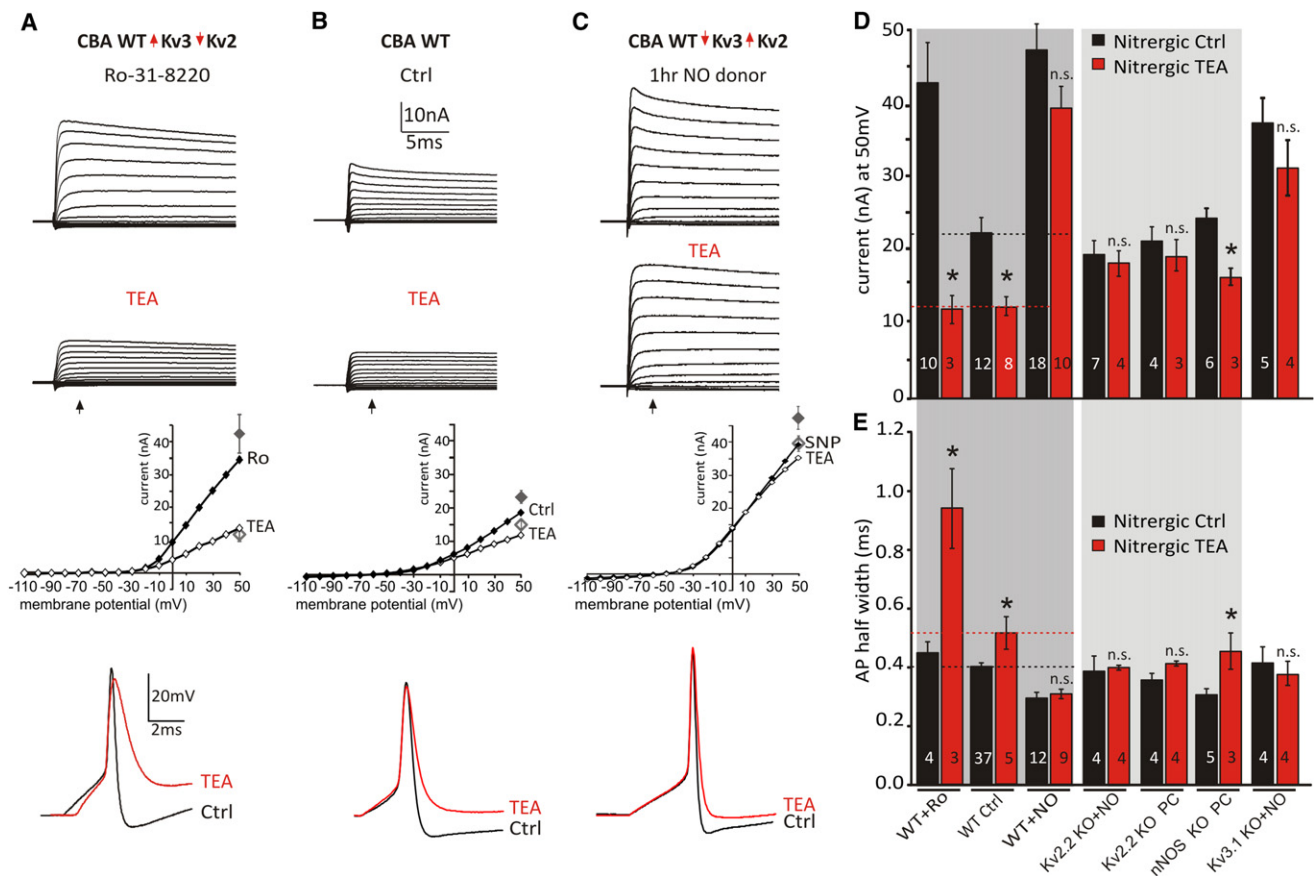 A
CBA WT Kv3 Kv2
Ro-31-8220
TEA
current (nA)
40
30
20
10
Ro
TEA
-110 -90 -70 -50 -30 -10 10 30 50
membrane potential (mV)
20mV
2ms
TEA
Ctrl
B
CBA WT
Ctrl
10nA
5ms
TEA
current (nA)
40
30
20
10
Ctrl
TEA
-110 -90 -70 -50 -30 -10 10 30 50
membrane potential (mV)
TEA
Ctrl
C
CBA WT Kv3 Kv2
1hr NO donor
TEA
current (nA)
40
30
20
10
SNP
TEA
-110 -90 -70 -50 -30 -10 10 30 50
membrane potential (mV)
TEA
Ctrl
D
current (nA) at 50mV
50
40
30
20
10
0
Nitrergic Ctrl
Nitrergic TEA
* * n.s. n.s. n.s. * n.s.
10 3 12 8 18 10 7 4 4 3 6 3 5 4
E
AP half width (ms)
1.2
1.0
0.8
0.6
0.4
0.2
0.0
Nitrergic Ctrl
Nitrergic TEA
* * n.s. n.s. n.s. * n.s.
4 3 37 5 12 9 4 4 4 4 5 3 4 4
WT+Ro
WT Ctrl
WT+NO
Kv2.2 KO+NO
Kv2.2 KO PC
nNOS KO PC
Kv3.1 KO+NO